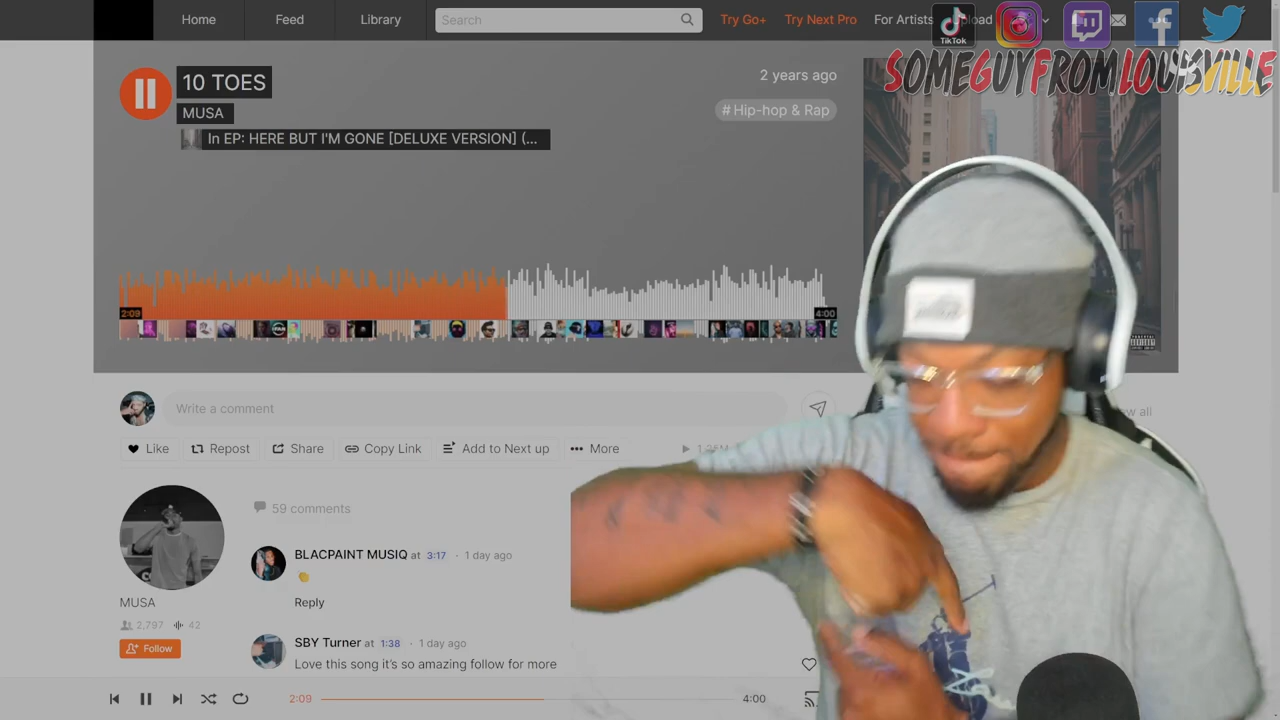 Home
Feed
Library
Search
Try Go+
Try Next Pro
For Artists
TikTok
SOMEGUYFROMLOUISVILLE
10 TOES
2 years ago
MUSA
# Hip-hop & Rap
In EP: HERE BUT I'M GONE [DELUXE VERSION] (...
2:09
4:00
Write a comment
Like
Repost
Share
Copy Link
Add to Next up
More
59 comments
BLACPAINT MUSIQ at 3:17 · 1 day ago
Reply
MUSA
2,797
42
Follow
SBY Turner at 1:38 · 1 day ago
Love this song it's so amazing follow for more
2:09
4:00